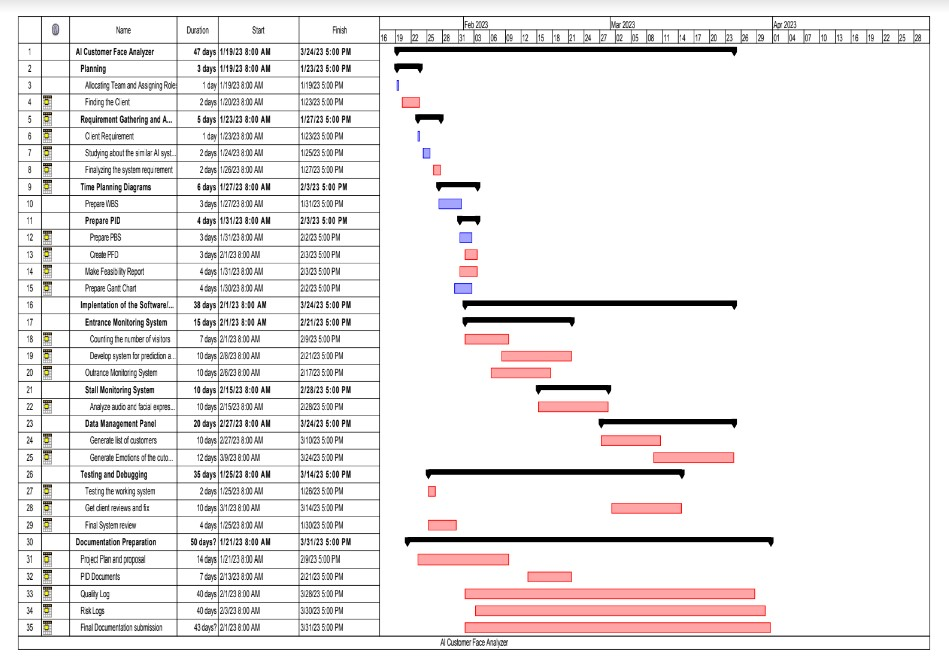 Feb 2023 Mar 2023 Apr 2023
Name Duration Start Finish 16 19 22 25 28 31 03 06 09 12 15 18 21 24 27 02 05 08 11 14 17 20 23 26 29 01 04 07 10 13 16 19 22 25 28
1 AI Customer Face Analyzer 47 days 1/19/23 8:00 AM 3/24/23 5:00 PM
2 Planning 3 days 1/19/23 8:00 AM 1/23/23 5:00 PM
3 Allocating Team and Assigning Roles 1 day 1/19/23 8:00 AM 1/19/23 5:00 PM
4 Finding the Client 2 days 1/20/23 8:00 AM 1/23/23 5:00 PM
5 Requirement Gathering and A... 5 days 1/23/23 8:00 AM 1/27/23 5:00 PM
6 Client Requirement 1 day 1/23/23 8:00 AM 1/23/23 5:00 PM
7 Studying about the similar AI syst... 2 days 1/24/23 8:00 AM 1/25/23 5:00 PM
8 Finalyzing the system requirement 2 days 1/26/23 8:00 AM 1/27/23 5:00 PM
9 Time Planning Diagrams 6 days 1/27/23 8:00 AM 2/3/23 5:00 PM
10 Prepare WBS 3 days 1/27/23 8:00 AM 1/31/23 5:00 PM
11 Prepare PID 4 days 1/31/23 8:00 AM 2/3/23 5:00 PM
12 Prepare PBS 3 days 1/31/23 8:00 AM 2/2/23 5:00 PM
13 Create PFD 3 days 2/1/23 8:00 AM 2/3/23 5:00 PM
14 Make Feasibility Report 4 days 1/31/23 8:00 AM 2/3/23 5:00 PM
15 Prepare Gantt Chart 4 days 1/30/23 8:00 AM 2/2/23 5:00 PM
16 Implentation of the Software/... 38 days 2/1/23 8:00 AM 3/24/23 5:00 PM
17 Entrance Monitoring System 15 days 2/1/23 8:00 AM 2/21/23 5:00 PM
18 Counting the number of visitors 7 days 2/1/23 8:00 AM 2/9/23 5:00 PM
19 Develop system for prediction a... 10 days 2/8/23 8:00 AM 2/21/23 5:00 PM
20 Outrance Monitoring System 10 days 2/6/23 8:00 AM 2/17/23 5:00 PM
21 Stall Monitoring System 10 days 2/15/23 8:00 AM 2/28/23 5:00 PM
22 Analyze audio and facial expres... 10 days 2/15/23 8:00 AM 2/28/23 5:00 PM
23 Data Management Panel 20 days 2/27/23 8:00 AM 3/24/23 5:00 PM
24 Generate list of customers 10 days 2/27/23 8:00 AM 3/10/23 5:00 PM
25 Generate Emotions of the cuto... 12 days 3/9/23 8:00 AM 3/24/23 5:00 PM
26 Testing and Debugging 35 days 1/25/23 8:00 AM 3/14/23 5:00 PM
27 Testing the working system 2 days 1/25/23 8:00 AM 1/26/23 5:00 PM
28 Get client reviews and fix 10 days 3/1/23 8:00 AM 3/14/23 5:00 PM
29 Final System review 4 days 1/25/23 8:00 AM 1/30/23 5:00 PM
30 Documentation Preparation 50 days? 1/21/23 8:00 AM 3/31/23 5:00 PM
31 Project Plan and proposal 14 days 1/21/23 8:00 AM 2/9/23 5:00 PM
32 PID Documents 7 days 2/13/23 8:00 AM 2/21/23 5:00 PM
33 Quality Log 40 days 2/1/23 8:00 AM 3/28/23 5:00 PM
34 Risk Logs 40 days 2/3/23 8:00 AM 3/30/23 5:00 PM
35 Final Documentation submission 43 days? 2/1/23 8:00 AM 3/31/23 5:00 PM
AI Customer Face Analyzer